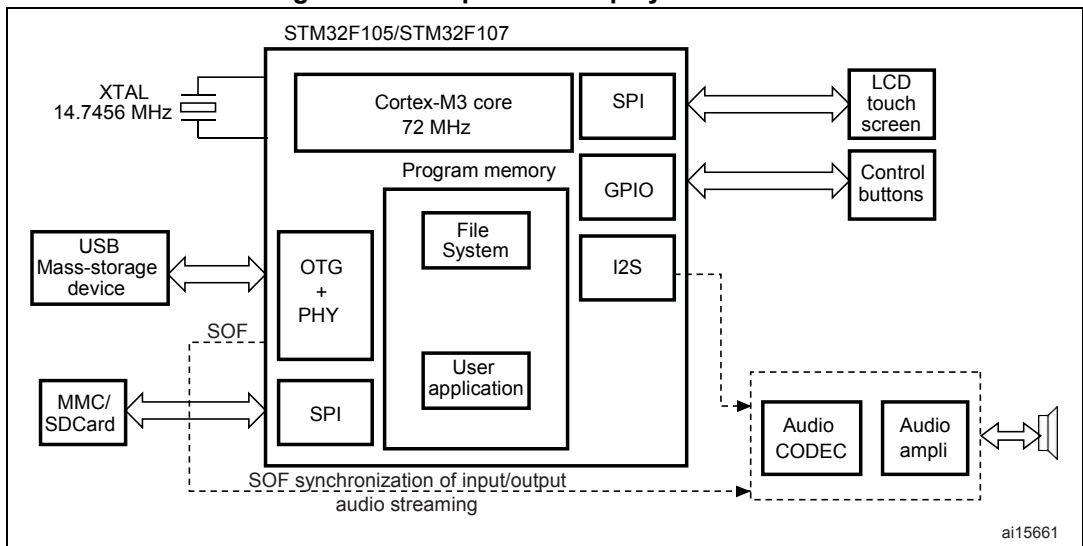 STM32F105/STM32F107
XTAL
14.7456 MHz
Cortex-M3 core
72 MHz
SPI
LCD
touch
screen
Program memory
GPIO
Control
buttons
File
System
USB
Mass-storage
device
OTG
+
PHY
I2S
SOF
User
application
MMC/
SDCard
SPI
Audio
CODEC
Audio
ampli
SOF synchronization of input/output
audio streaming
ai15661